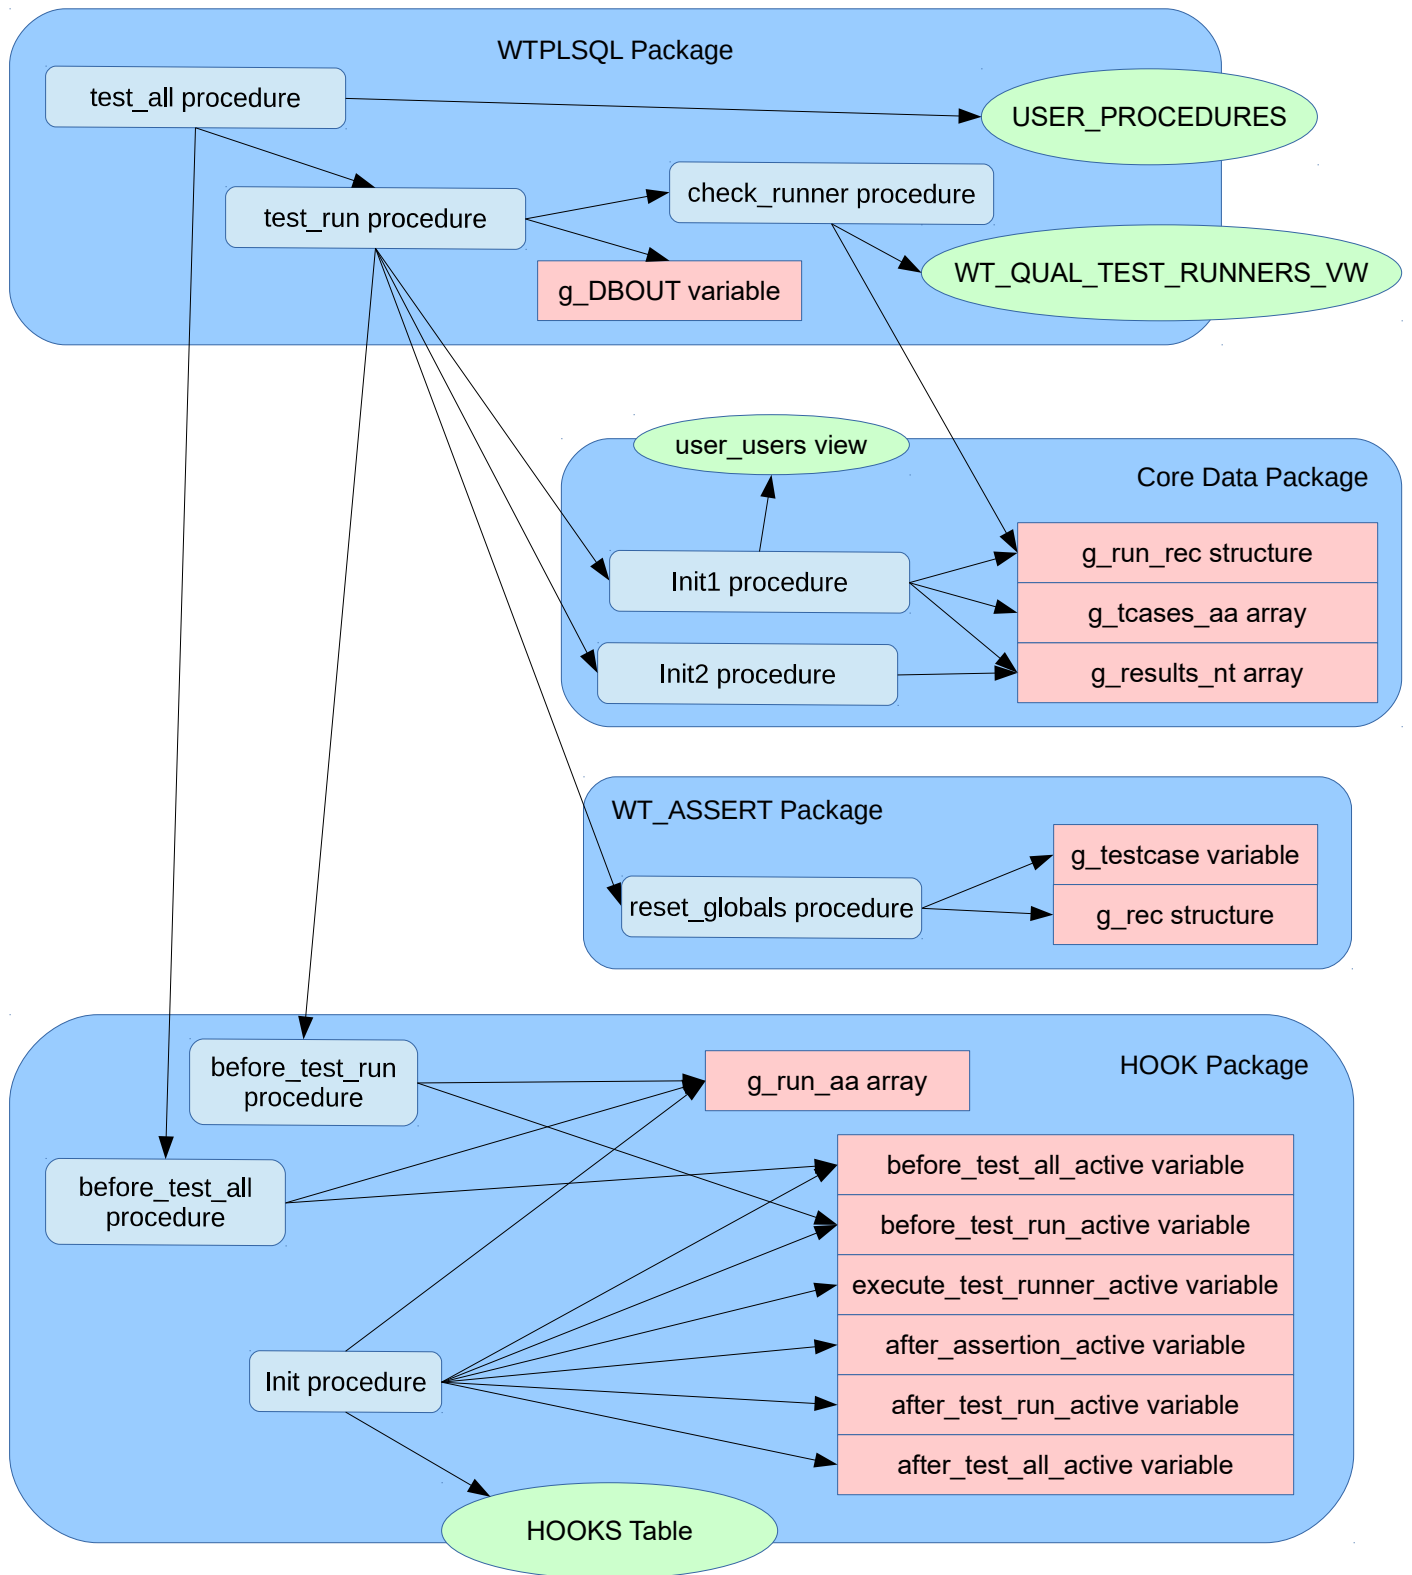 WTPLSQL Package
test_all procedure
USER_PROCEDURES
test_run procedure
check_runner procedure
g_DBOUT variable
WT_QUAL_TEST_RUNNERS_VW
user_users view
Core Data Package
Init1 procedure
g_run_rec structure
g_tcases_aa array
Init2 procedure
g_results_nt array
WT_ASSERT Package
g_testcase variable
reset_globals procedure
g_rec structure
HOOK Package
before_test_run
procedure
g_run_aa array
before_test_all
procedure
before_test_all_active variable
before_test_run_active variable
execute_test_runner_active variable
after_assertion_active variable
Init procedure
after_test_run_active variable
after_test_all_active variable
HOOKS Table